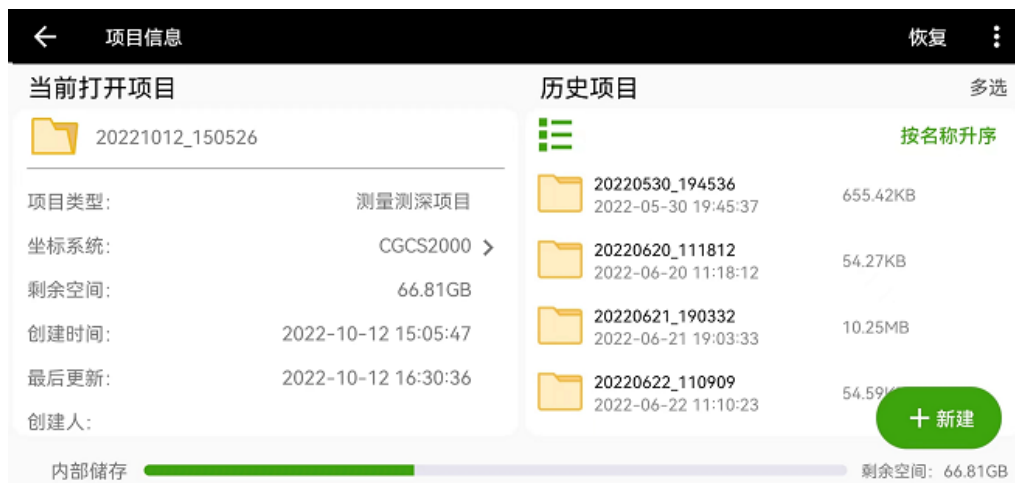 项目信息
恢复
当前打开项目
20221012_150526
项目类型:
测量测深项目
坐标系统:
CGCS2000
剩余空间:
66.81GB
创建时间:
2022-10-12 15:05:47
最后更新:
2022-10-12 16:30:36
创建人:
历史项目
多选
按名称升序
20220530_194536
2022-05-30 19:45:37
655.42KB
20220620_111812
2022-06-20 11:18:12
54.27KB
20220621_190332
2022-06-21 19:03:33
10.25MB
20220622_110909
2022-06-22 11:10:23
54.59
新建
内部储存
剩余空间: 66.81GB